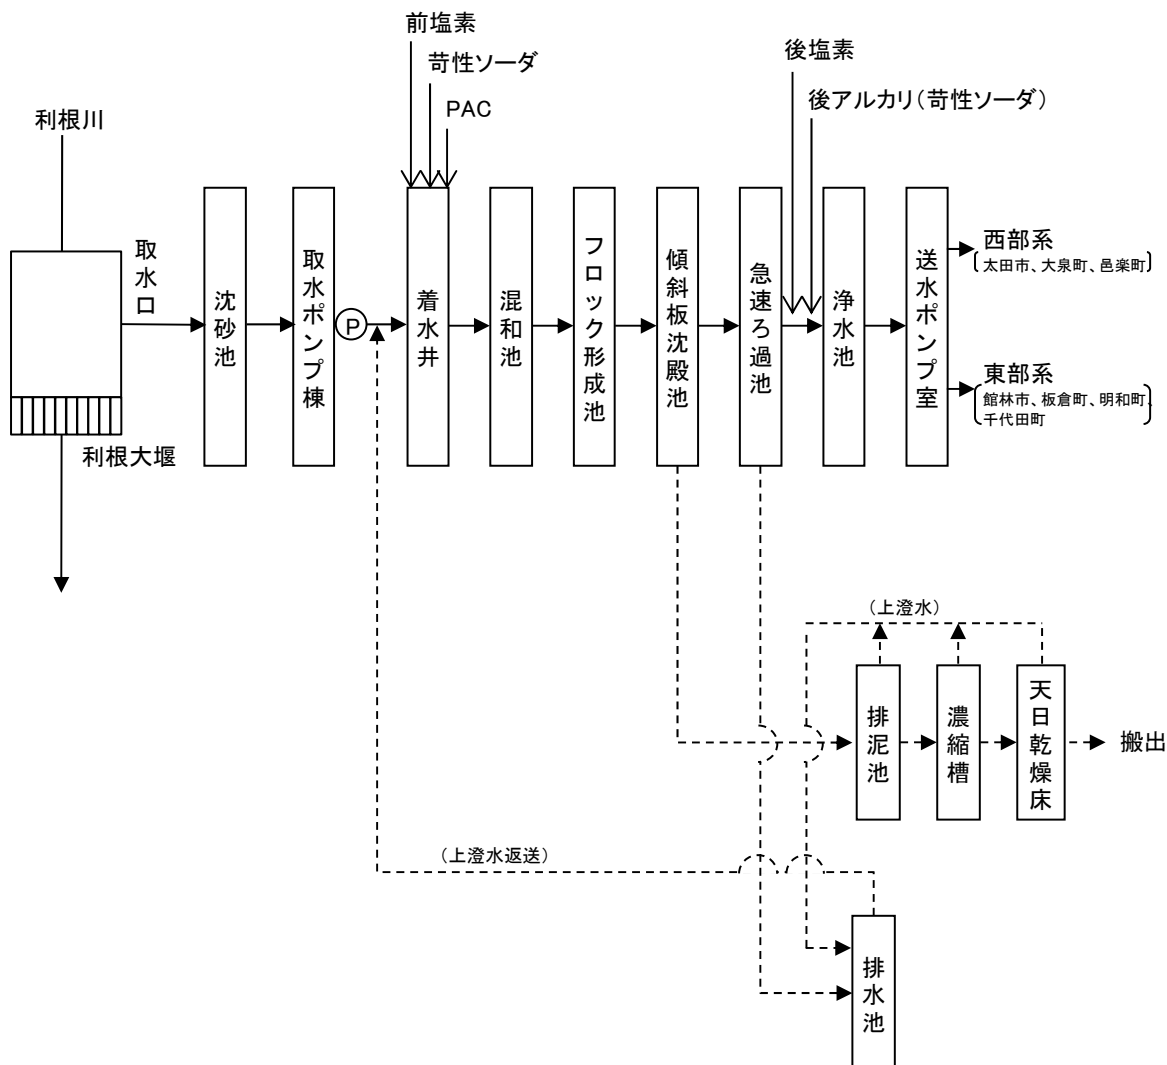 前塩素
苛性ソーダ
PAC
後塩素
後アルカリ(苛性ソーダ)
利根川
取水口
沈砂池
取水ポンプ棟
P
着水井
混和池
フロック形成池
傾斜板沈殿池
急速ろ過池
浄水池
送水ポンプ室
西部系
太田市、大泉町、邑楽町
東部系
館林市、板倉町、明和町、
千代田町
利根大堰
(上澄水)
排泥池
濃縮槽
天日乾燥床
搬出
(上澄水返送)
排水池